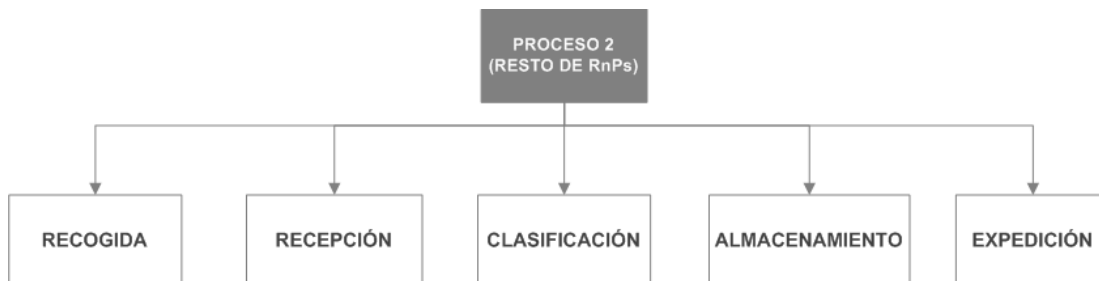 PROCESO 2
(RESTO DE RnPs)
RECOGIDA
RECEPCIÓN
CLASIFICACIÓN
ALMACENAMIENTO
EXPEDICIÓN